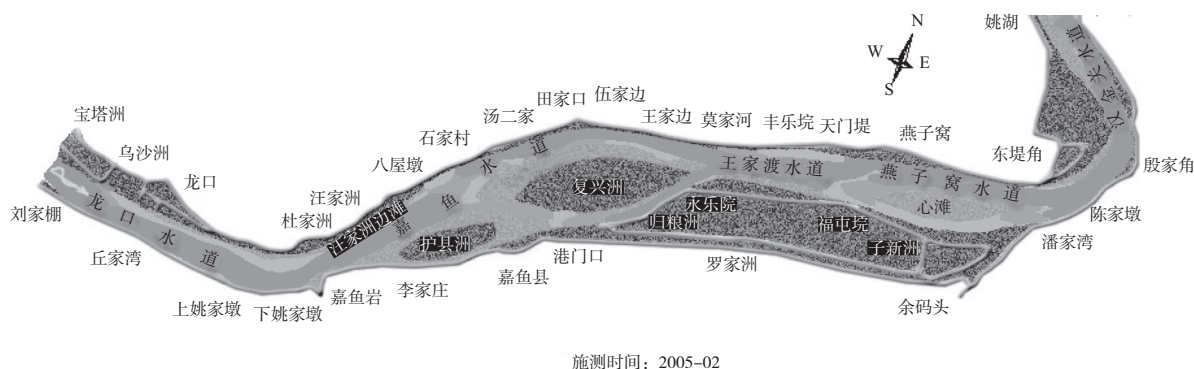 姚湖
N
W
E
S
汉金关水道
田家口
伍家边
宝塔洲
汤二家
王家边
莫家河
丰乐垸
天门堤
燕子窝
石家村
乌沙洲
八屋墩
东堤角
殷家角
龙口
汪家洲
杜家洲
汪家洲边滩
嘉鱼水道
复兴洲
王家渡水道
燕子窝水道
心滩
刘家棚
龙口水道
护县洲
永乐院
归粮洲
福屯垸
子新洲
陈家墩
潘家湾
丘家湾
港门口
罗家洲
嘉鱼县
李家庄
嘉鱼岩
上姚家墩
下姚家墩
余码头
施测时间：2005-02